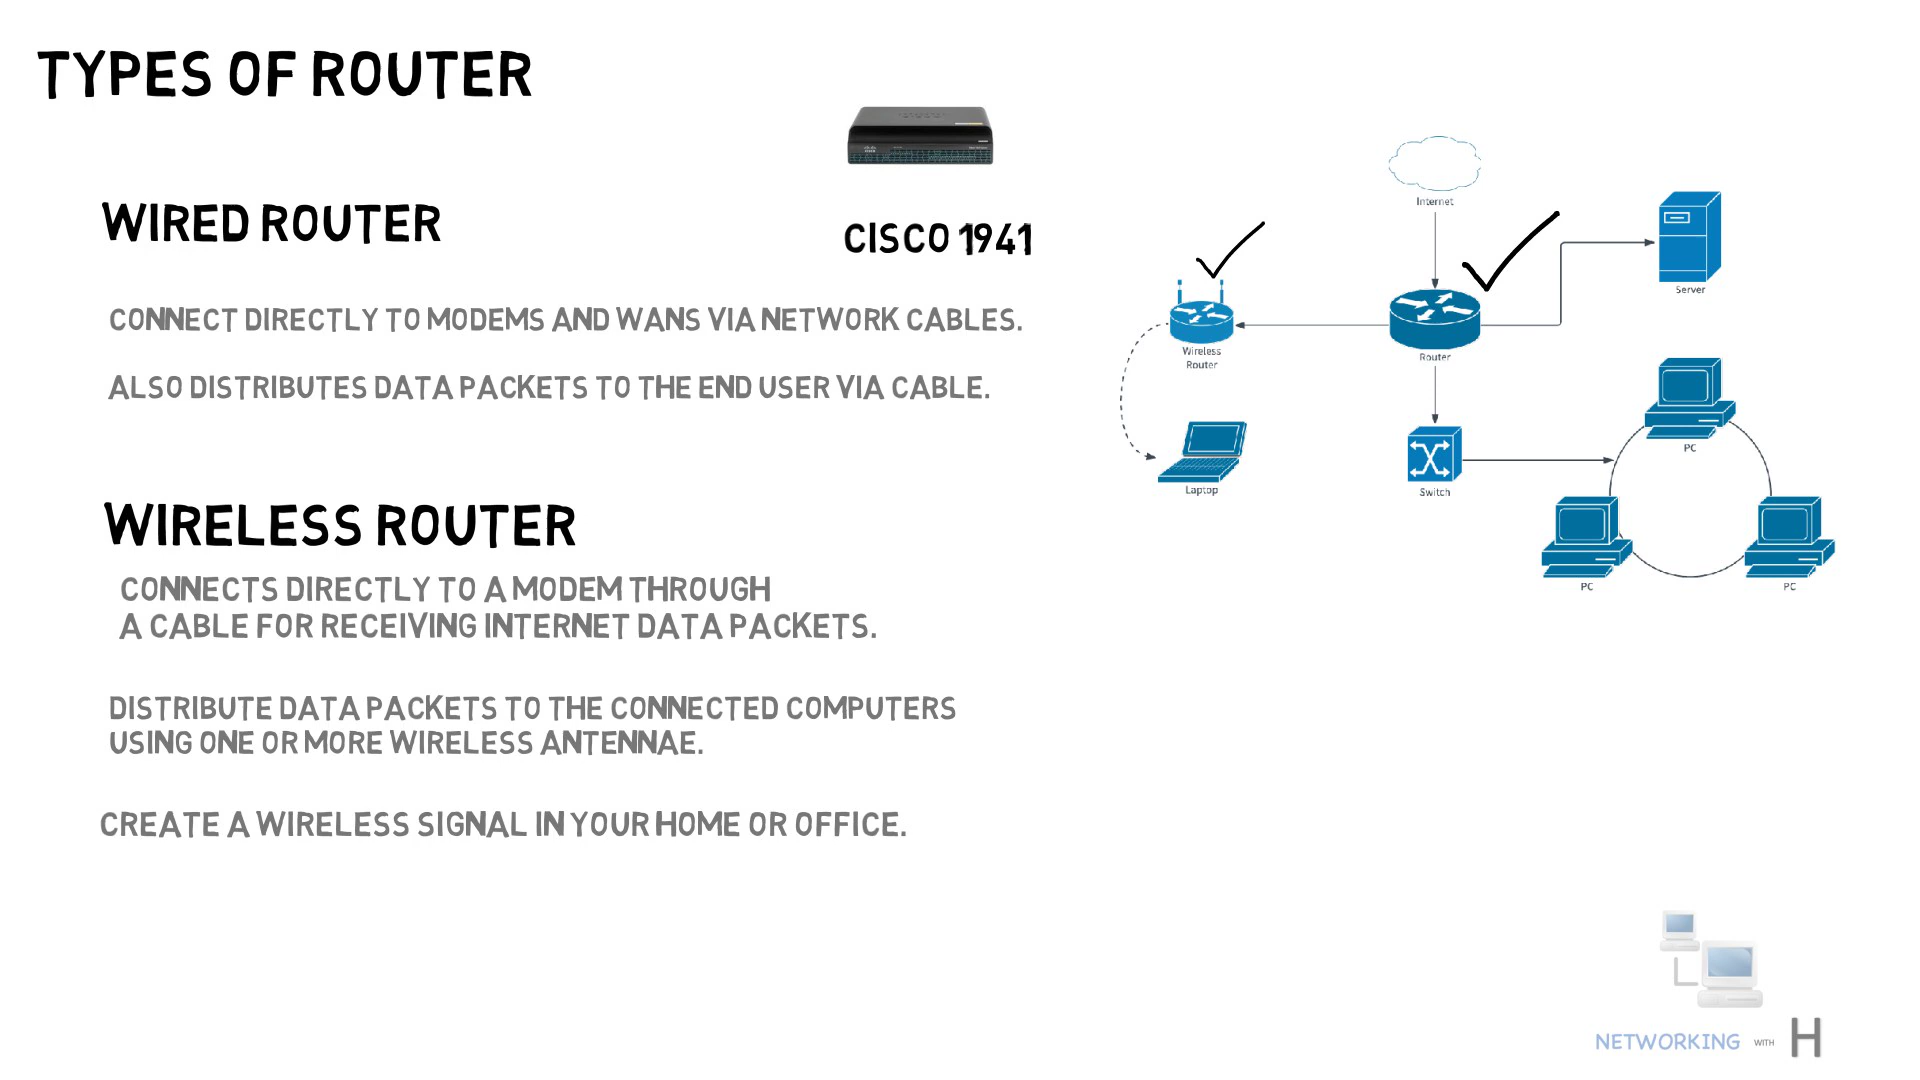 TYPES OF ROUTER
WIRED ROUTER
CISCO 1941
CONNECT DIRECTLY TO MODEMS AND WANS VIA NETWORK CABLES.
ALSO DISTRIBUTES DATA PACKETS TO THE END USER VIA CABLE.
WIRELESS ROUTER
CONNECTS DIRECTLY TO A MODEM THROUGH
A CABLE FOR RECEIVING INTERNET DATA PACKETS.
DISTRIBUTE DATA PACKETS TO THE CONNECTED COMPUTERS
USING ONE OR MORE WIRELESS ANTENNAE.
CREATE A WIRELESS SIGNAL IN YOUR HOME OR OFFICE.
Internet
Server
Wireless
Router
Router
Laptop
Switch
PC
PC
PC
NETWORKING WITH H